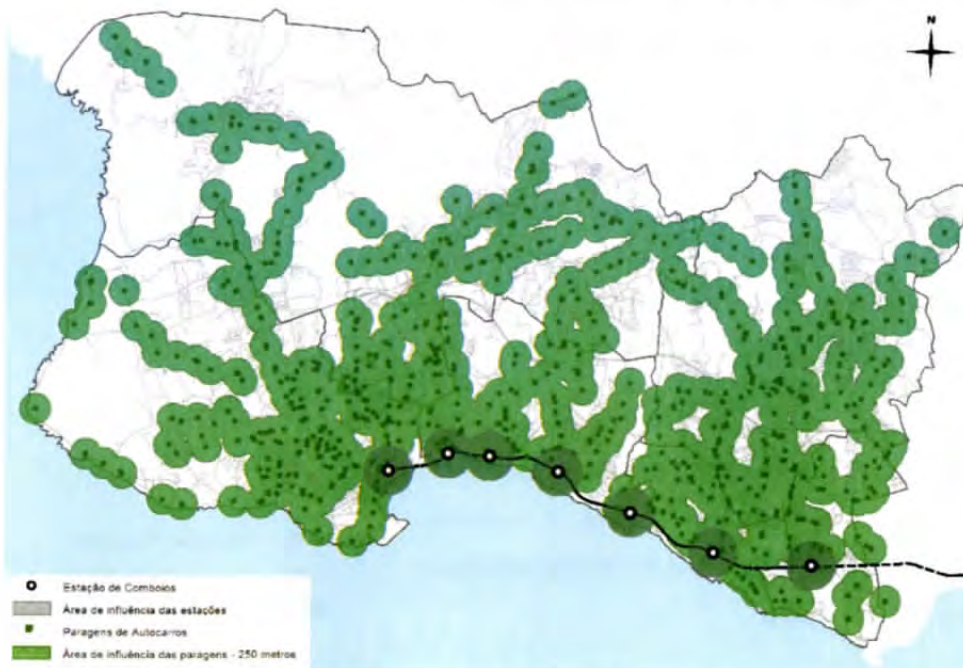 N
Estação de Comboios
Área de influência das estações
Paragens de Autocarros
Área de influência das paragens - 250 metros